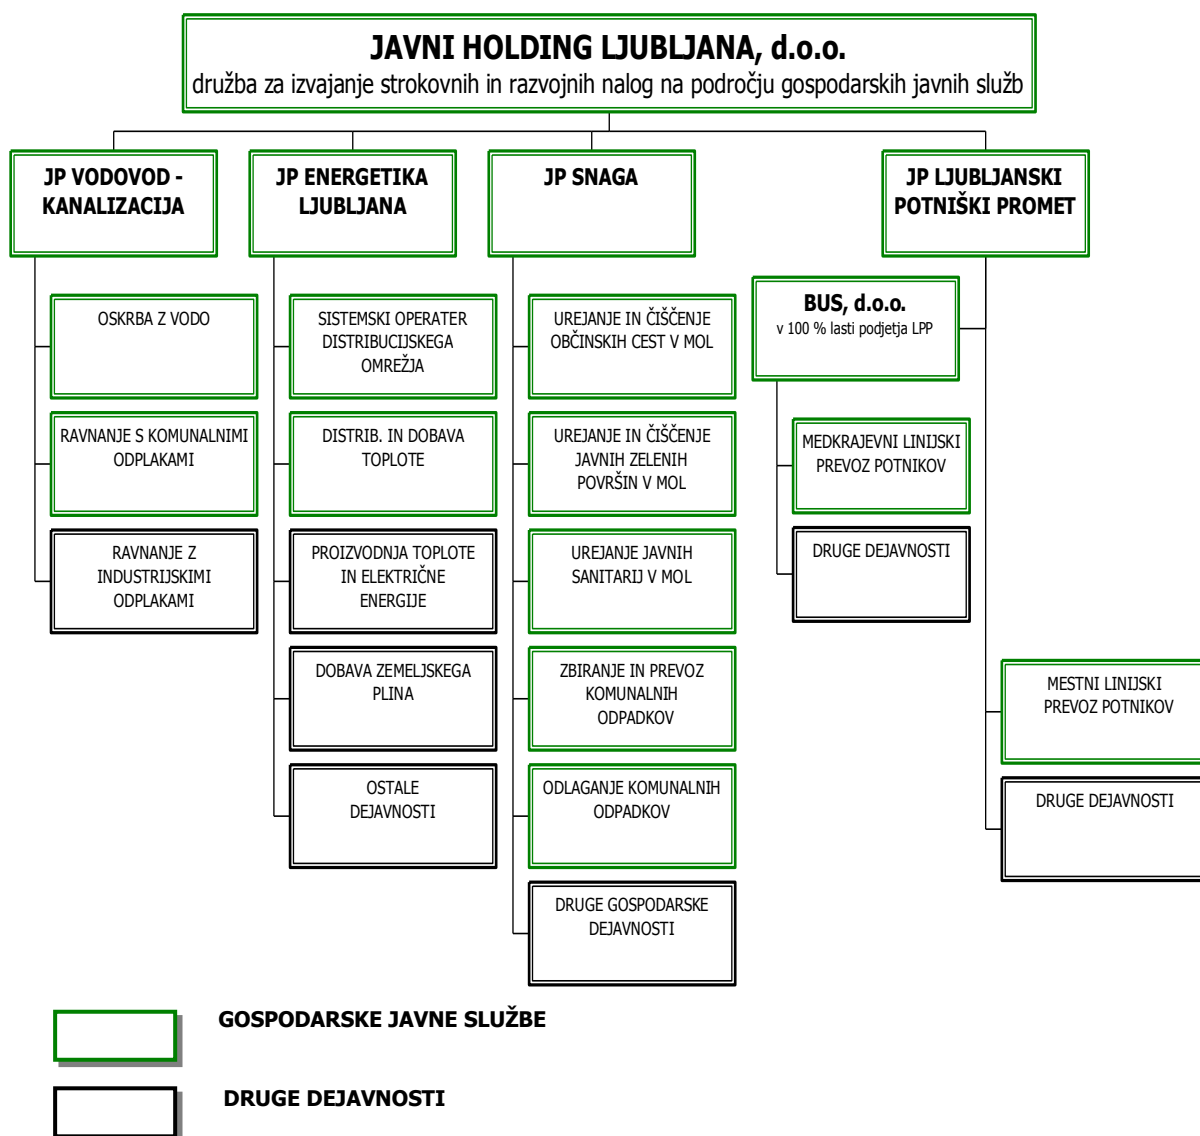 JAVNI HOLDING LJUBLJANA, d.o.o.
družba za izvajanje strokovnih in razvojnih nalog na področju gospodarskih javnih služb
JP VODOVOD -
KANALIZACIJA
OSKRBA Z VODO
RAVNANJE S KOMUNALNIMI
ODPLAKAMI
RAVNANJE Z
INDUSTRIJSKIMI
ODPLAKAMI
JP ENERGETIKA
LJUBLJANA
SISTEMSKI OPERATER
DISTRIBUCIJSKEGA
OMREŽJA
DISTRIB. IN DOBAVA
TOPLOTE
PROIZVODNJA TOPLOTE
IN ELEKTRIČNE
ENERGIJE
DOBAVA ZEMELJSKEGA
PLINA
OSTALE
DEJAVNOSTI
JP SNAGA
UREJANJE IN ČIŠČENJE
OBČINSKIH CEST V MOL
UREJANJE IN ČIŠČENJE
JAVNIH ZELENIH
POVRŠIN V MOL
UREJANJE JAVNIH
SANITARIJ V MOL
ZBIRANJE IN PREVOZ
KOMUNALNIH
ODPADKOV
ODLAGANJE KOMUNALNIH
ODPADKOV
DRUGE GOSPODARSKE
DEJAVNOSTI
JP LJUBLJANSKI
POTNIŠKI PROMET
BUS, d.o.o.
v 100 % lasti podjetja LPP
MEDKRAJEVNI LINIJSKI
PREVOZ POTNIKOV
DRUGE DEJAVNOSTI
MESTNI LINIJSKI
PREVOZ POTNIKOV
DRUGE DEJAVNOSTI
GOSPODARSKE JAVNE SLUŽBE
DRUGE DEJAVNOSTI